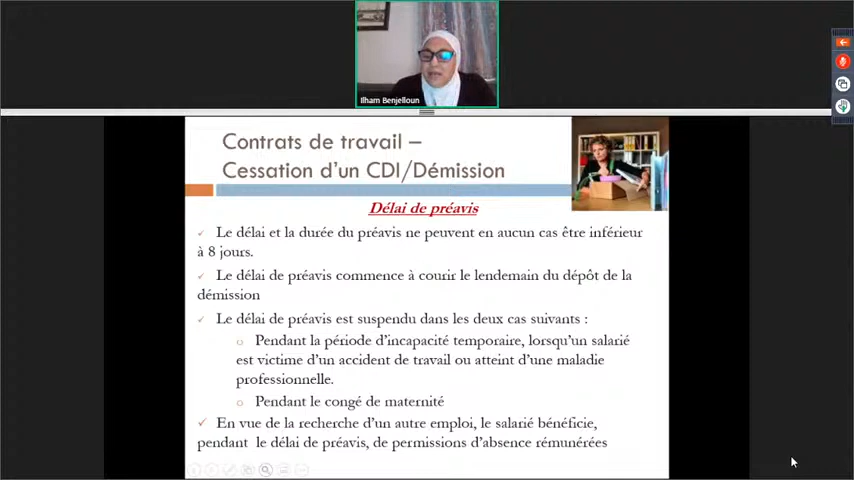 Ilham Benjelloun
Contrats de travail –
Cessation d'un CDI/Démission
Délai de préavis
Le délai et la durée du préavis ne peuvent en aucun cas être inférieur
à 8 jours.
Le délai de préavis commence à courir le lendemain du dépôt de la
démission
Le délai de préavis est suspendu dans les deux cas suivants :
Pendant la période d'incapacité temporaire, lorsqu'un salarié
est victime d'un accident de travail ou atteint d'une maladie
professionnelle.
Pendant le congé de maternité
En vue de la recherche d'un autre emploi, le salarié bénéficie,
pendant le délai de préavis, de permissions d'absence rémunérées